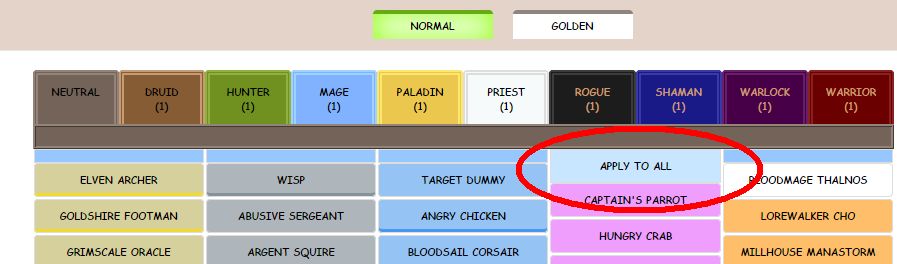 NORMAL
GOLDEN
NEUTRAL
DRUID
(1)
HUNTER
(1)
MAGE
(1)
PALADIN
(1)
PRIEST
(1)
ROGUE
(1)
SHAMAN
(1)
WARLOCK
(1)
WARRIOR
(1)
APPLY TO ALL
ELVEN ARCHER
WISP
TARGET DUMMY
BLOODMAGE THALNOS
CAPTAIN'S PARROT
GOLDSHIRE FOOTMAN
ABUSIVE SERGEANT
ANGRY CHICKEN
LOREWALKER CHO
HUNGRY CRAB
GRIMSCALE ORACLE
ARGENT SQUIRE
BLOODSAIL CORSAIR
MILLHOUSE MANASTORM